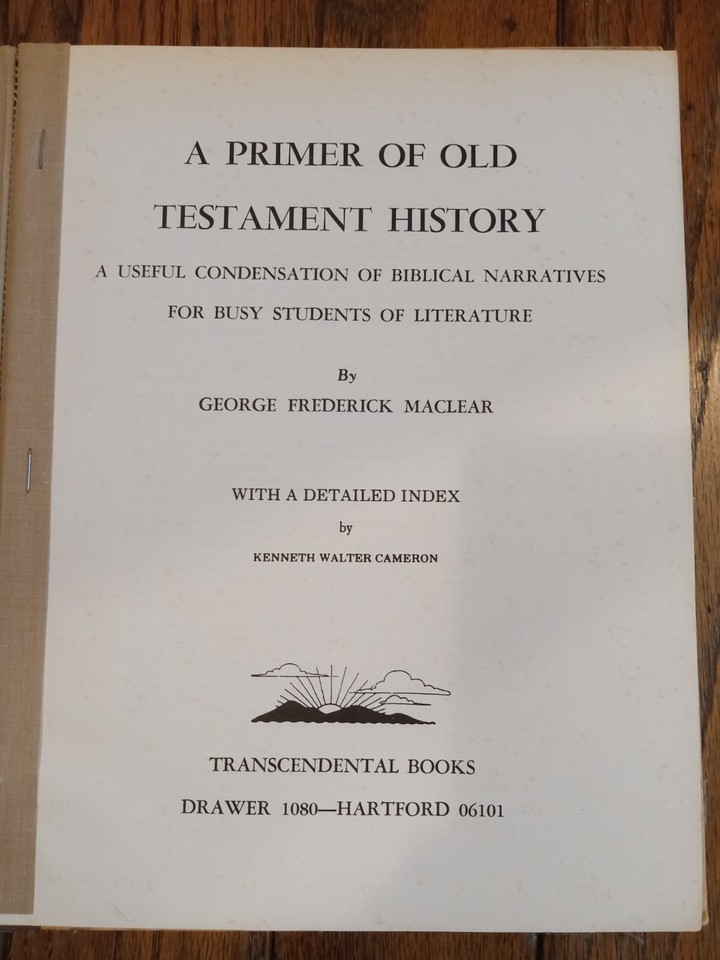 A PRIMER OF OLD
TESTAMENT HISTORY
A USEFUL CONDENSATION OF BIBLICAL NARRATIVES
FOR BUSY STUDENTS OF LITERATURE
By
GEORGE FREDERICK MACLEAR
WITH A DETAILED INDEX
by
KENNETH WALTER CAMERON
TRANSCENDENTAL BOOKS
DRAWER 1080—HARTFORD 06101